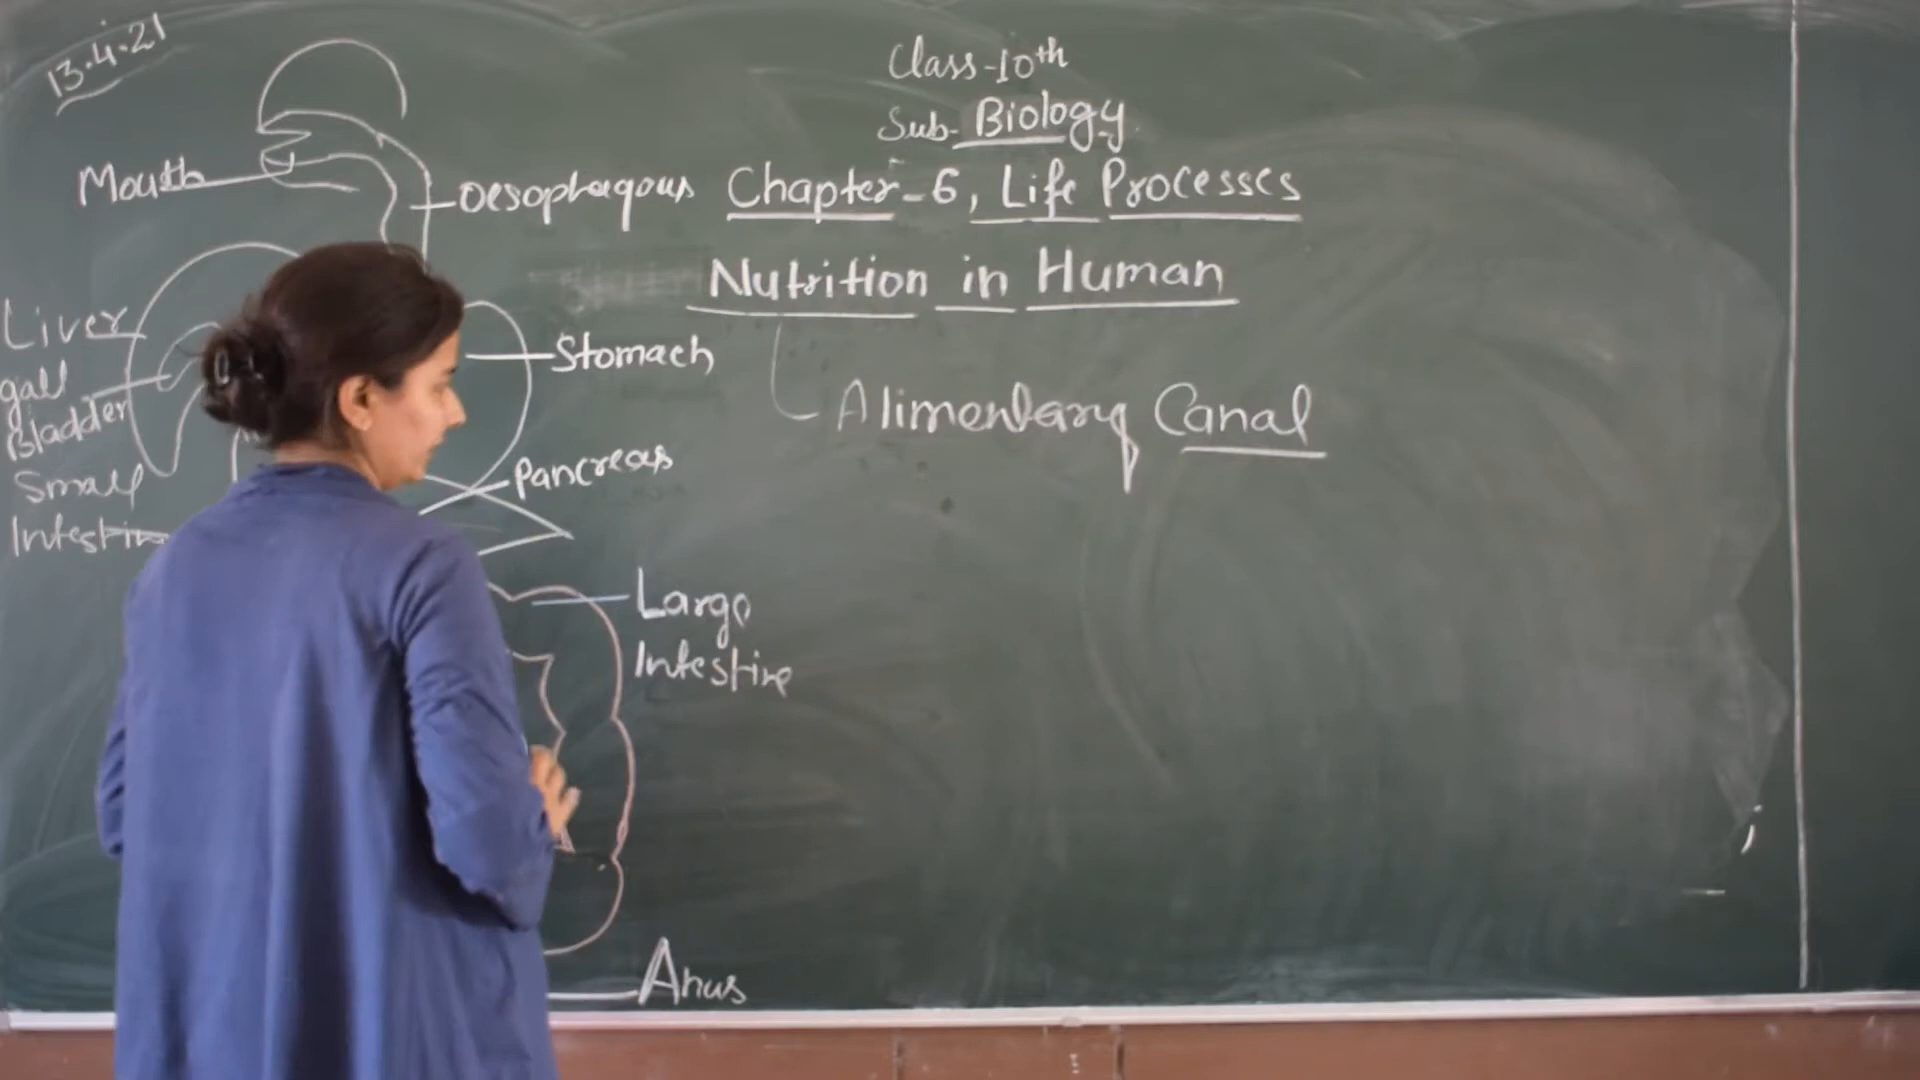 13.4.21
Class-10th
Sub-Biology
Chapter-6, Life Processes
Nutrition in Human
Alimentary Canal
Mouth
Oesophagous
Liver
gall
Bladder
Small
Intestine
Stomach
Pancreas
Large
Intestine
Anus